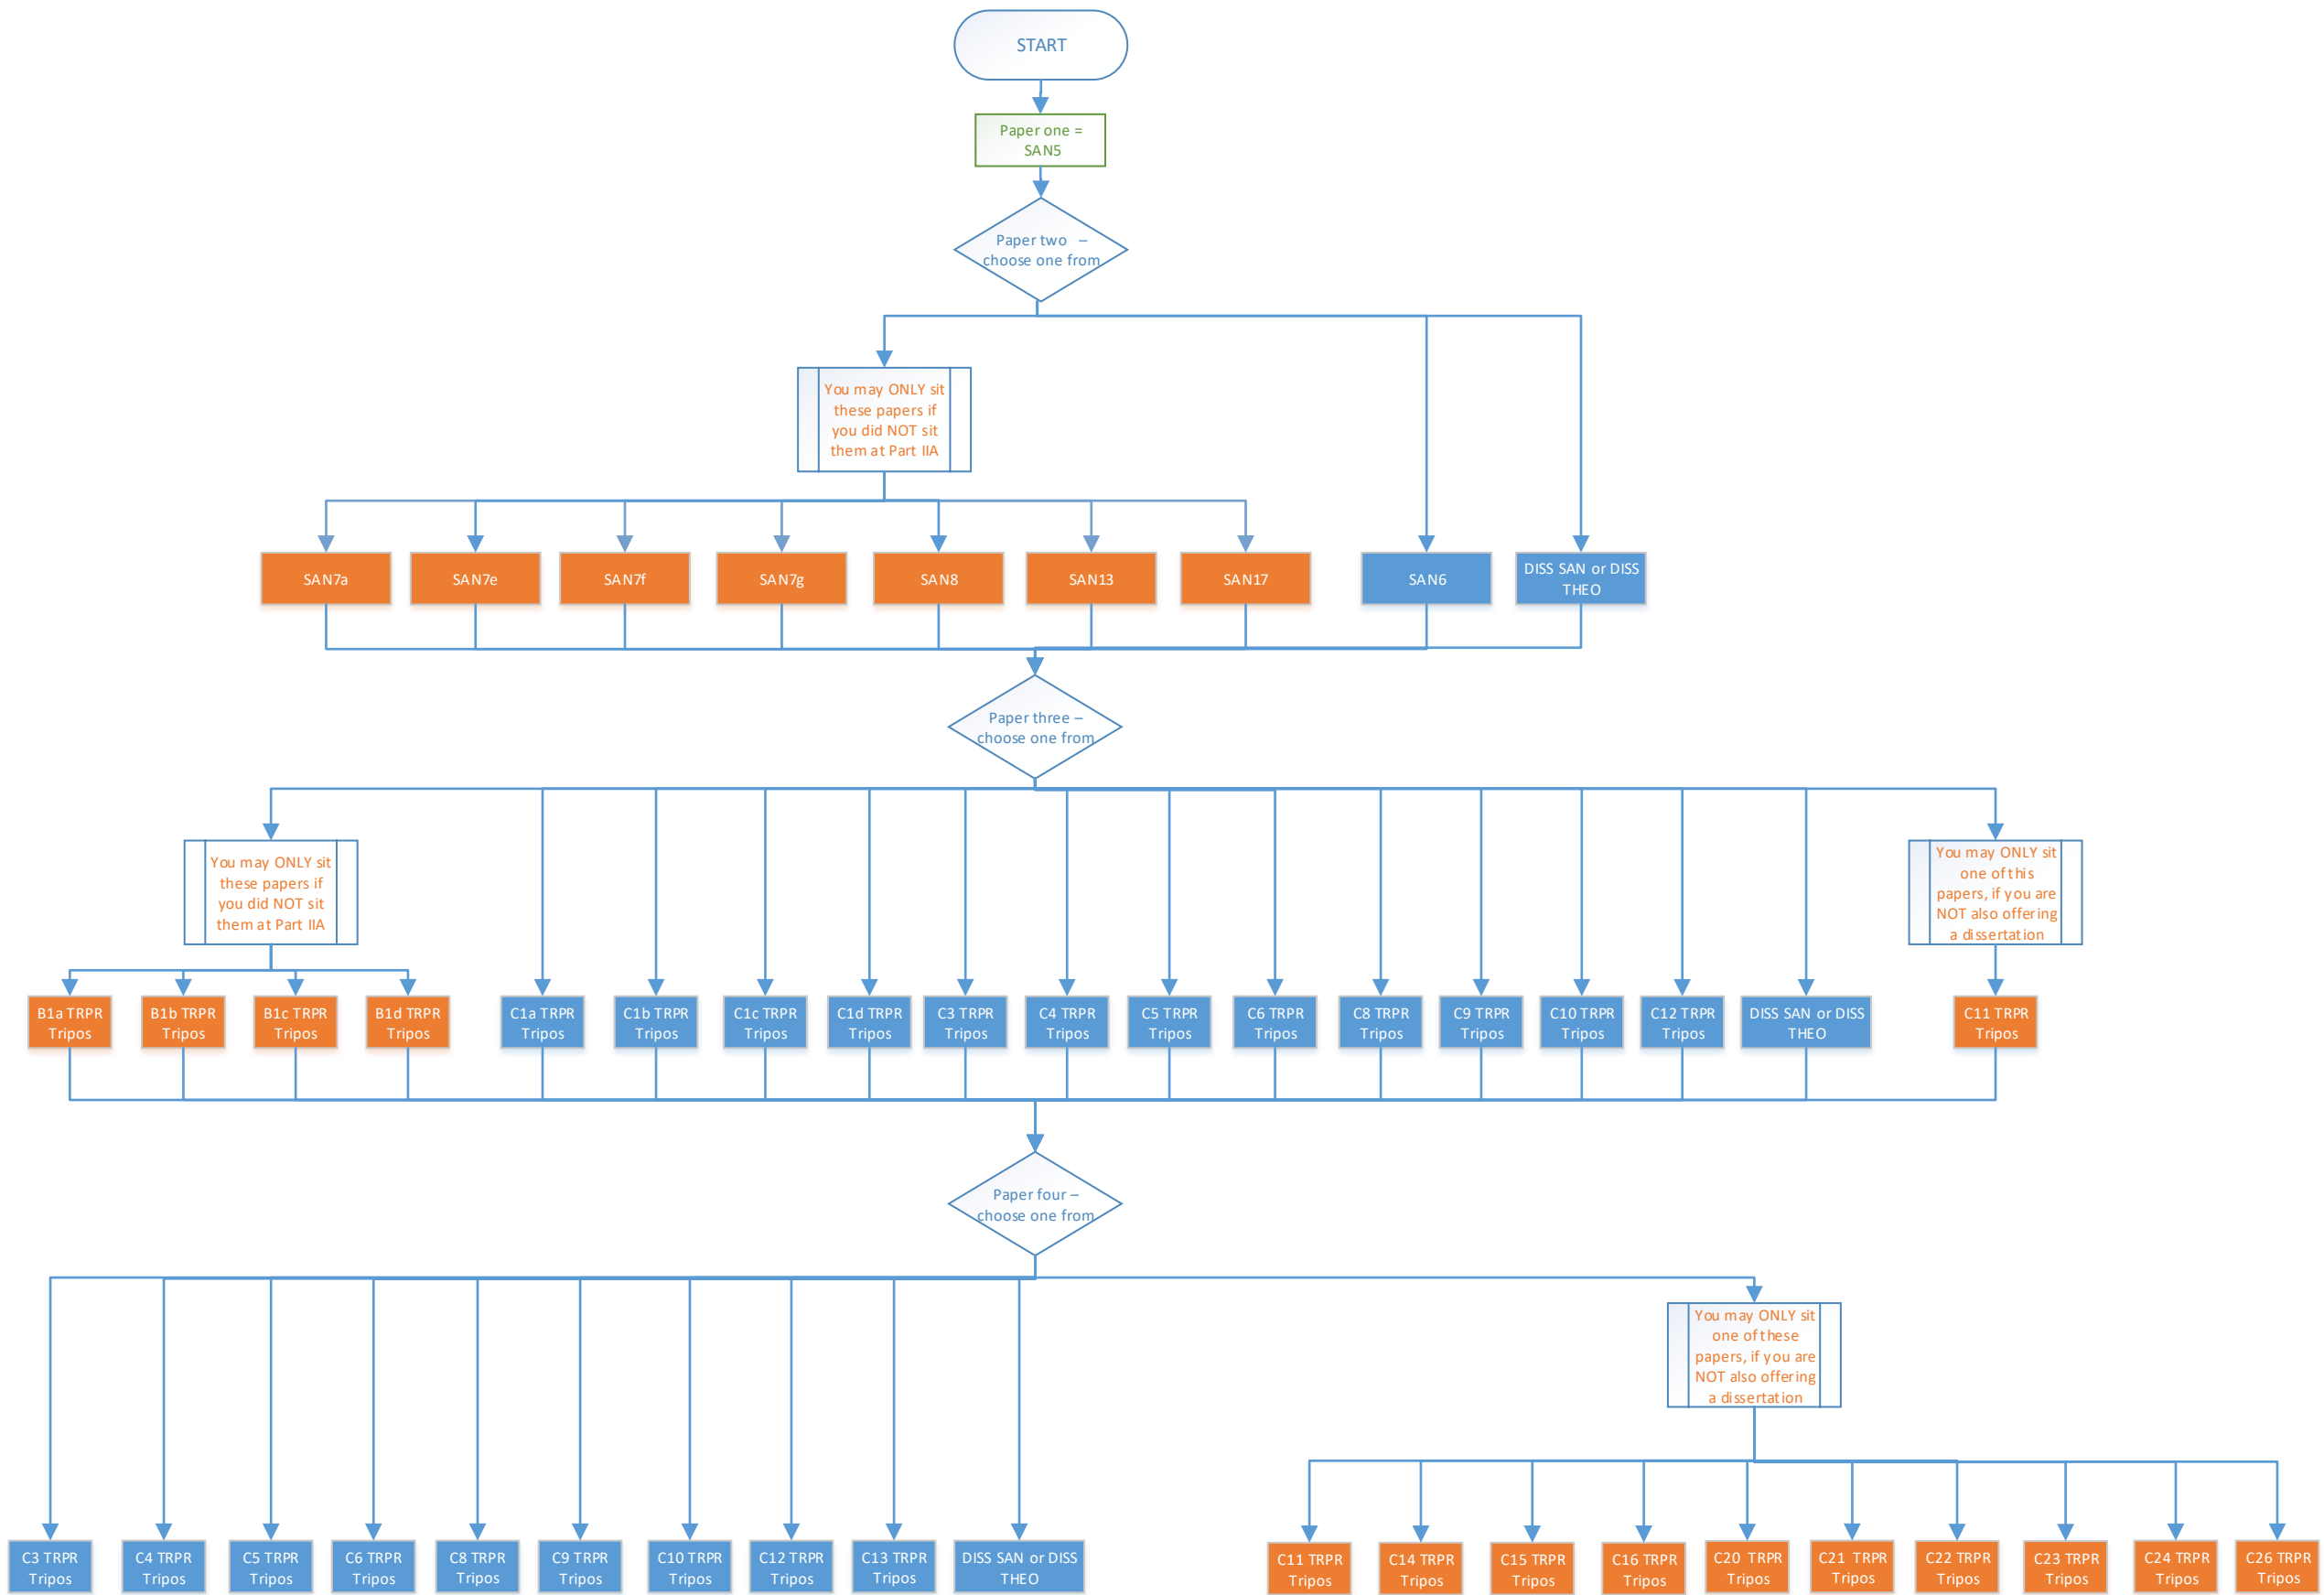 START
Paper one =
SAN5
Paper two –
choose one from
You may ONLY sit
these papers if
you did NOT sit
them at Part IIA
SAN7a
SAN7e
SAN7f
SAN7g
SAN8
SAN13
SAN17
SAN6
DISS SAN or DISS
THEO
Paper three –
choose one from
You may ONLY sit
these papers if
you did NOT sit
them at Part IIA
You may ONLY sit
one of this
papers, if you are
NOT also offering
a dissertation
B1a TRPR
Tripos
B1b TRPR
Tripos
B1c TRPR
Tripos
B1d TRPR
Tripos
C1a TRPR
Tripos
C1b TRPR
Tripos
C1c TRPR
Tripos
C1d TRPR
Tripos
C3 TRPR
Tripos
C4 TRPR
Tripos
C5 TRPR
Tripos
C6 TRPR
Tripos
C8 TRPR
Tripos
C9 TRPR
Tripos
C10 TRPR
Tripos
C12 TRPR
Tripos
DISS SAN or DISS
THEO
C11 TRPR
Tripos
Paper four –
choose one from
You may ONLY sit
one of these
papers, if you are
NOT also offering
a dissertation
C3 TRPR
Tripos
C4 TRPR
Tripos
C5 TRPR
Tripos
C6 TRPR
Tripos
C8 TRPR
Tripos
C9 TRPR
Tripos
C10 TRPR
Tripos
C12 TRPR
Tripos
C13 TRPR
Tripos
DISS SAN or DISS
THEO
C11 TRPR
Tripos
C14 TRPR
Tripos
C15 TRPR
Tripos
C16 TRPR
Tripos
C20 TRPR
Tripos
C21 TRPR
Tripos
C22 TRPR
Tripos
C23 TRPR
Tripos
C24 TRPR
Tripos
C26 TRPR
Tripos